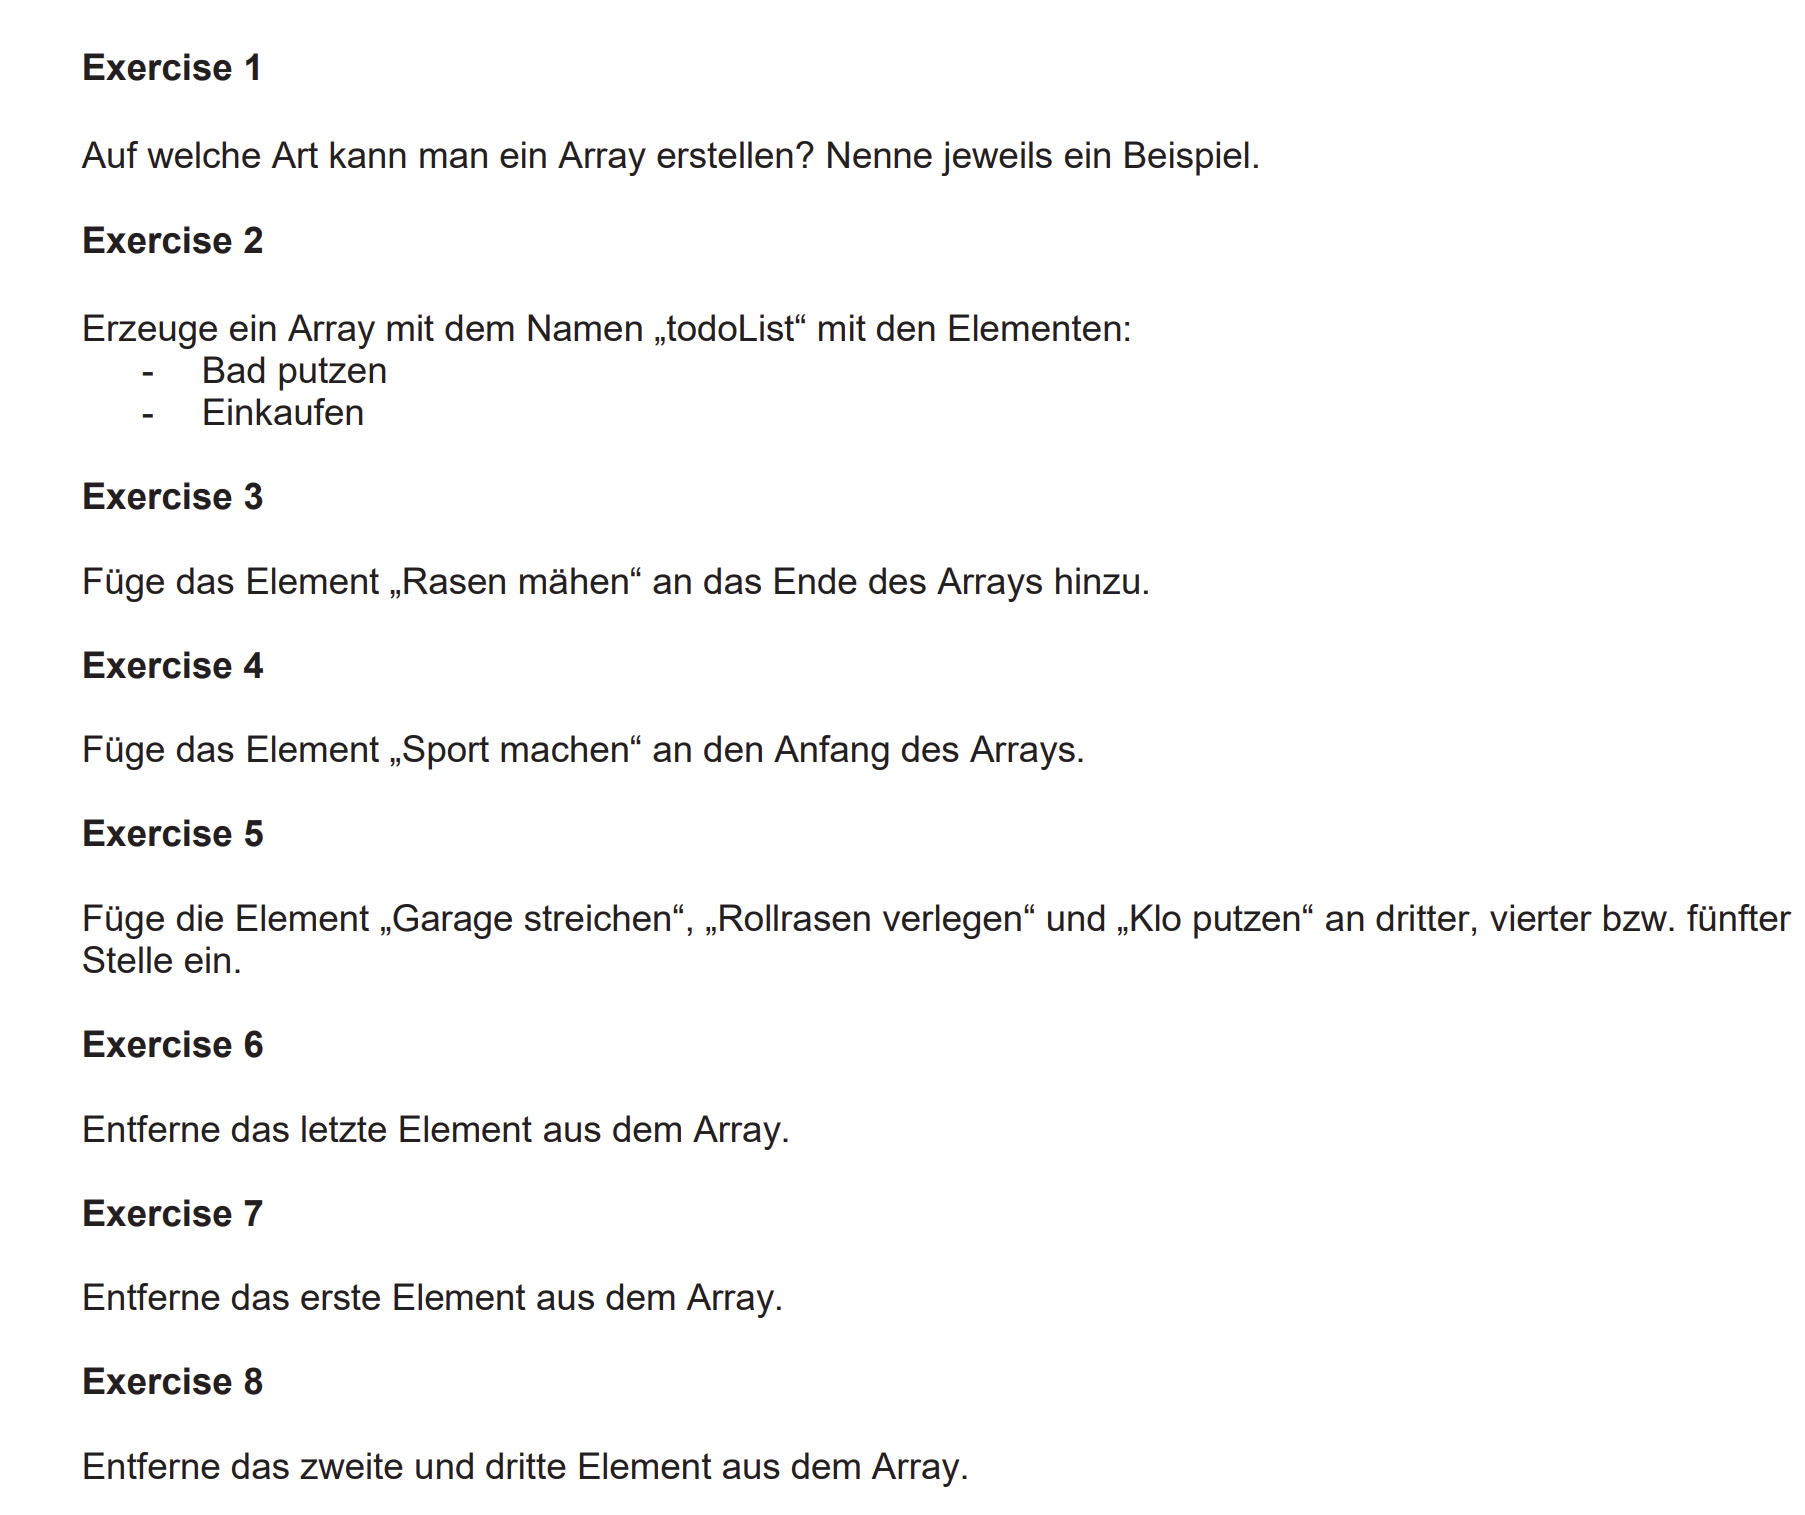 Exercise 1
Auf welche Art kann man ein Array erstellen? Nenne jeweils ein Beispiel.
Exercise 2
Erzeuge ein Array mit dem Namen „todoList“ mit den Elementen:
- Bad putzen
- Einkaufen
Exercise 3
Füge das Element „Rasen mähen“ an das Ende des Arrays hinzu.
Exercise 4
Füge das Element „Sport machen“ an den Anfang des Arrays.
Exercise 5
Füge die Element „Garage streichen“, „Rollrasen verlegen“ und „Klo putzen“ an dritter, vierter bzw. fünfter
Stelle ein.
Exercise 6
Entferne das letzte Element aus dem Array.
Exercise 7
Entferne das erste Element aus dem Array.
Exercise 8
Entferne das zweite und dritte Element aus dem Array.